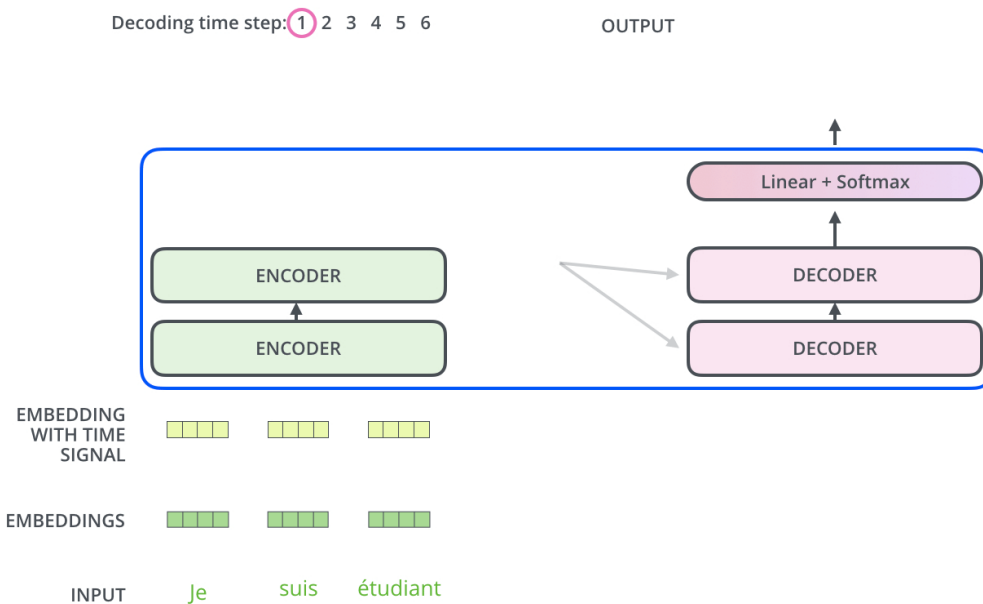 Decoding time step: 1 2 3 4 5 6
OUTPUT
Linear + Softmax
ENCODER
DECODER
ENCODER
DECODER
EMBEDDING
WITH TIME
SIGNAL
EMBEDDINGS
INPUT
Je
suis
étudiant